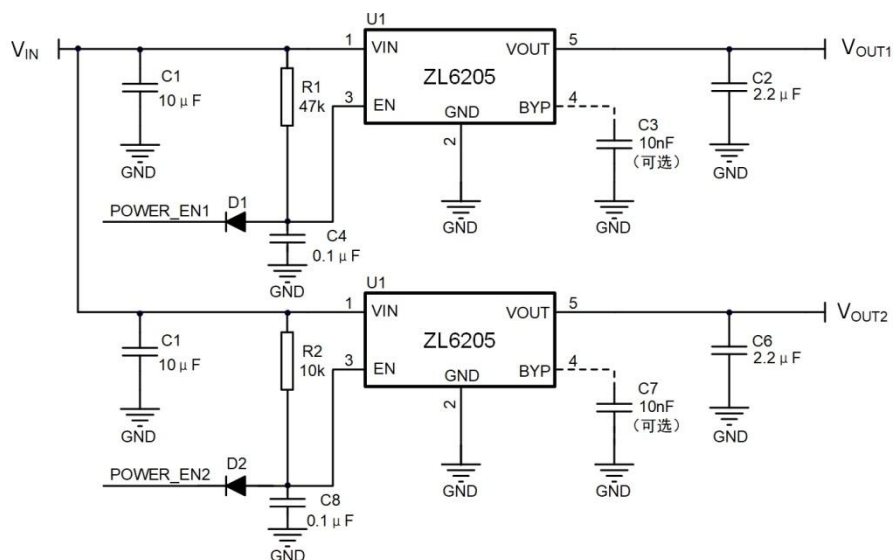 U1
VIN
1
VIN
VOUT
5
VOUT1
C1
10μF
R1
47k
ZL6205
C2
2.2μF
3
EN
BYP
4
GND
2
C3
10nF
（可选）
GND
GND
GND
GND
POWER_EN1
D1
C4
0.1μF
GND
U1
1
VIN
VOUT
5
VOUT2
C1
10μF
R2
10k
ZL6205
C6
2.2μF
3
EN
BYP
4
GND
2
C7
10nF
（可选）
GND
GND
GND
GND
POWER_EN2
D2
C8
0.1μF
GND